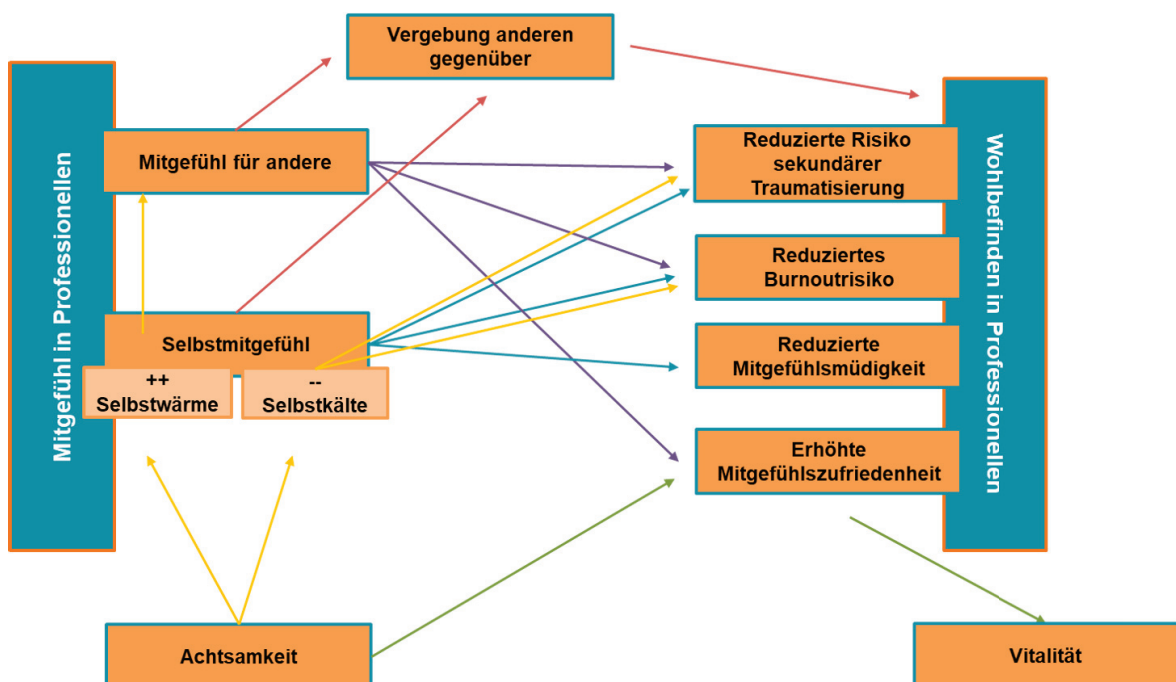 Vergebung anderen
gegenüber
Mitgefühl in Professionellen
Mitgefühl für andere
Selbstmitgefühl
++
Selbstwärme
--
Selbstkälte
Achtsamkeit
Reduzierte Risiko
sekundärer
Traumatisierung
Reduziertes
Burnoutrisiko
Reduzierte
Mitgefühlsmüdigkeit
Erhöhte
Mitgefühlszufriedenheit
Wohlbefinden in Professionellen
Vitalität